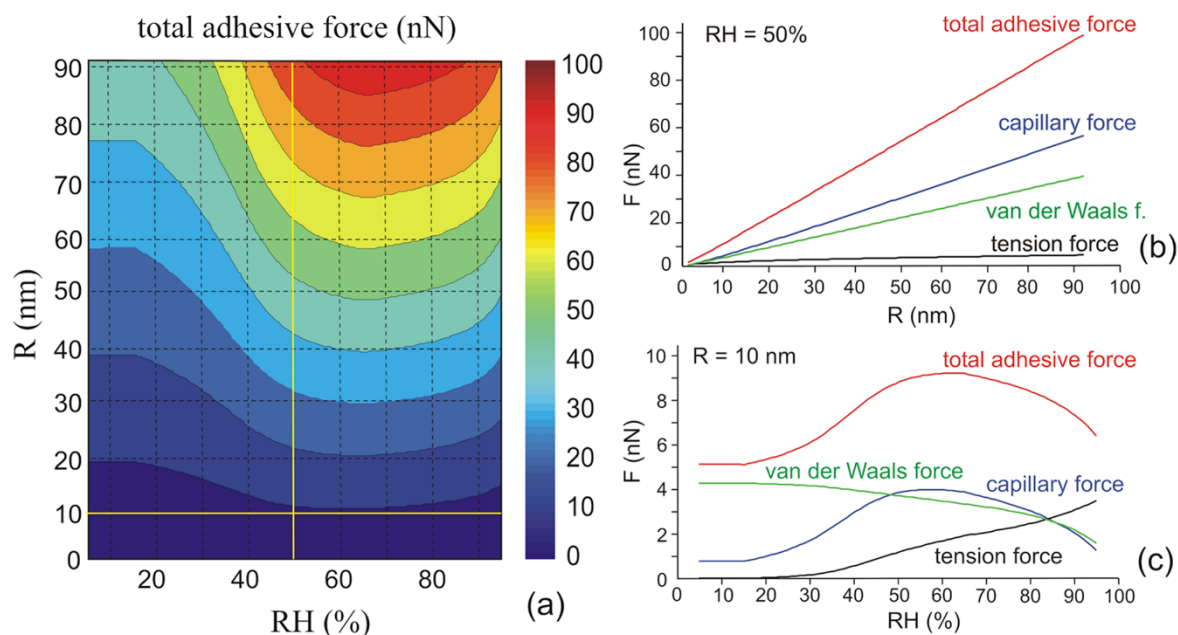 total adhesive force (nN)
90
80
70
60
50
40
30
20
10
0
R (nm)
20
40
60
80
RH (%)
100
90
80
70
60
50
40
30
20
10
0
(a)
RH = 50%
total adhesive force
capillary force
van der Waals f.
tension force
100
80
60
40
20
0
F (nN)
0
10
20
30
40
50
60
70
80
90
100
R (nm)
(b)
R = 10 nm
total adhesive force
van der Waals force
capillary force
tension force
10
8
6
4
2
0
F (nN)
0
10
20
30
40
50
60
70
80
90
100
RH (%)
(c)